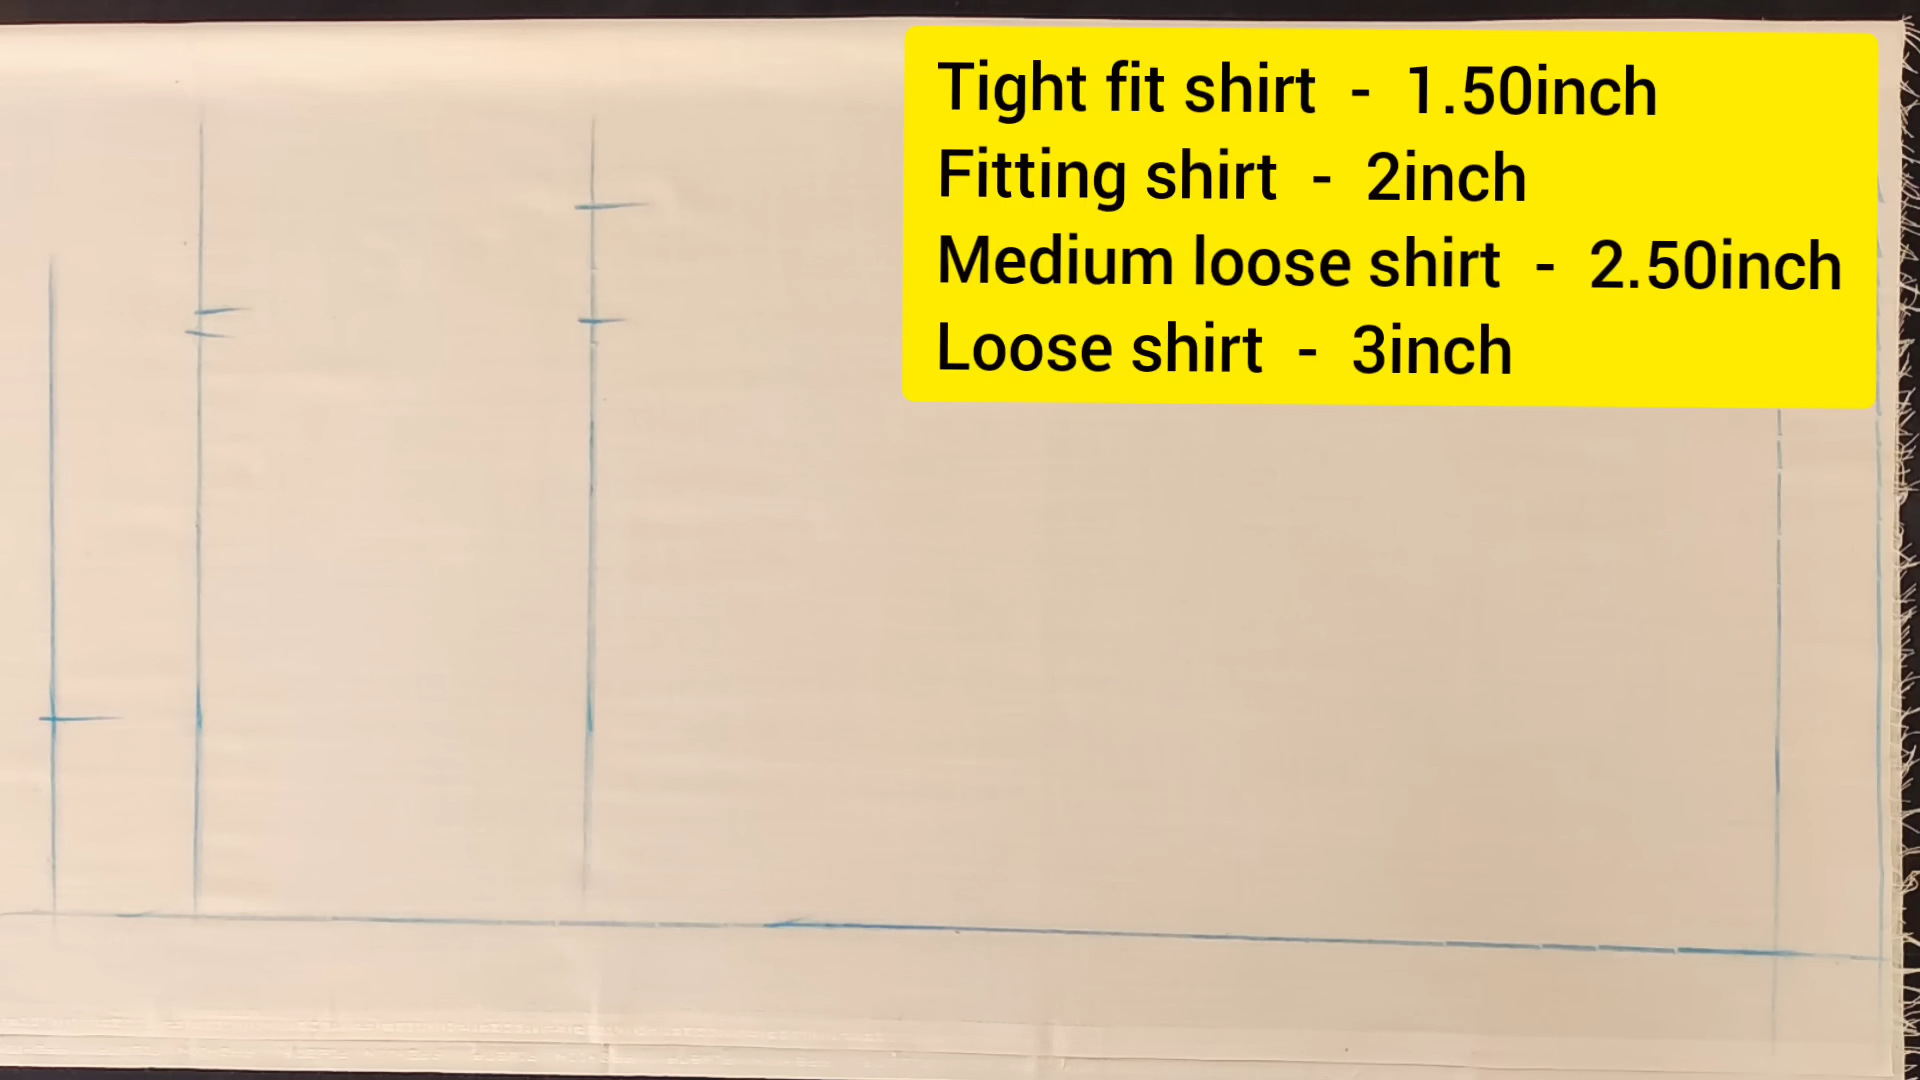 Tight fit shirt - 1.50inch
Fitting shirt - 2inch
Medium loose shirt - 2.50inch
Loose shirt - 3inch